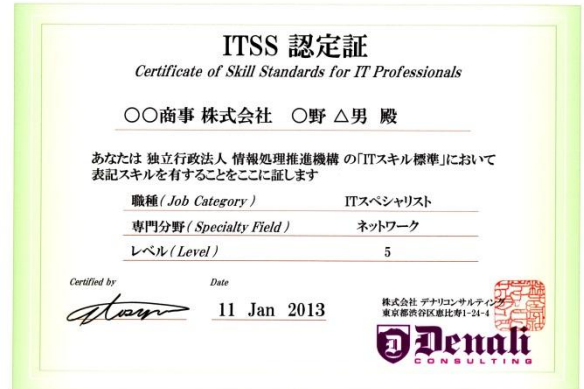 ITSS 認定証
Certificate of Skill Standards for IT Professionals
○○商事 株式会社　○野 △男　殿
あなたは 独立行政法人 情報処理推進機構 の「ITスキル標準」において
表記スキルを有することをここに証します
職種 ( Job Category )　ITスペシャリスト
専門分野 ( Specialty Field )　ネットワーク
レベル ( Level )　5
Certified by　Date
11 Jan 2013
株式会社 デナリコンサルティング
東京都渋谷区恵比寿1-24-4
Denali
CONSULTING